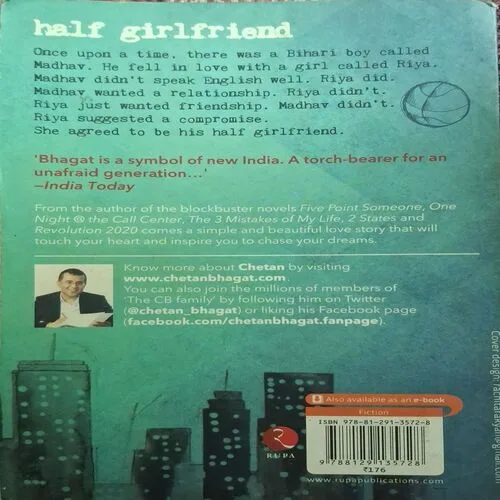 half girlfriend
Once upon a time, there was a Bihari boy called
Madhav. He fell in love with a girl called Riya.
Madhav didn't speak English well. Riya did.
Madhav wanted a relationship. Riya didn't.
Riya just wanted friendship. Madhav didn't.
Riya suggested a compromise.
She agreed to be his half girlfriend.
'Bhagat is a symbol of new India. A torch-bearer for an
unafraid generation...'
—India Today
From the author of the blockbuster novels Five Point Someone, One
Night @ the Call Center, The 3 Mistakes of My Life, 2 States and
Revolution 2020 comes a simple and beautiful love story that will
touch your heart and inspire you to chase your dreams.
Know more about Chetan by visiting
www.chetanbhagat.com.
You can also join the millions of members of
'The CB family' by following him on Twitter
(@chetan_bhagat) or liking his Facebook page
(facebook.com/chetanbhagat.fanpage).
Also available as an e-book
Fiction
ISBN 978-81-291-3572-8
9 788129 135728
₹176
RUPA
www.rupapublications.com
Cover design: